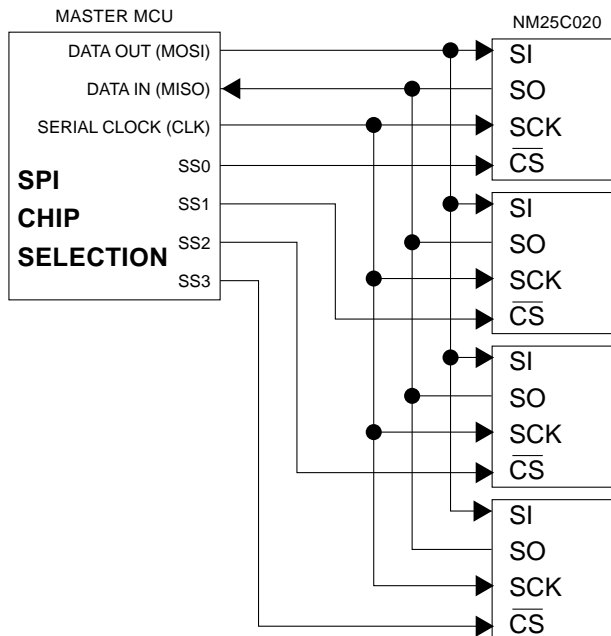 MASTER MCU
DATA OUT (MOSI)
DATA IN (MISO)
SERIAL CLOCK (CLK)
SS0
SPI
SS1
CHIP
SS2
SELECTION
SS3
NM25C020
SI
SO
SCK
CS
SI
SO
SCK
CS
SI
SO
SCK
CS
SI
SO
SCK
CS